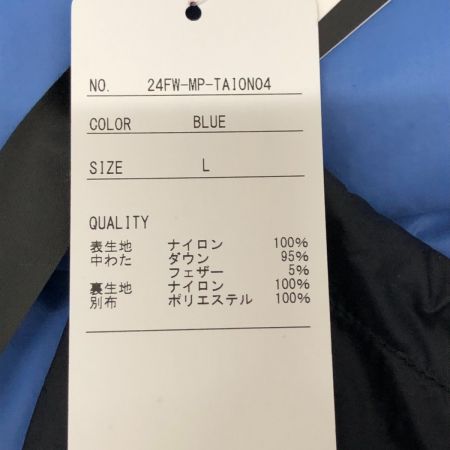 NO. 24FW-MP-TAION04
COLOR BLUE
SIZE L
QUALITY
表生地 ナイロン 100%
中わた ダウン 95%
フェザー 5%
裏生地 ナイロン 100%
別布 ポリエステル 100%